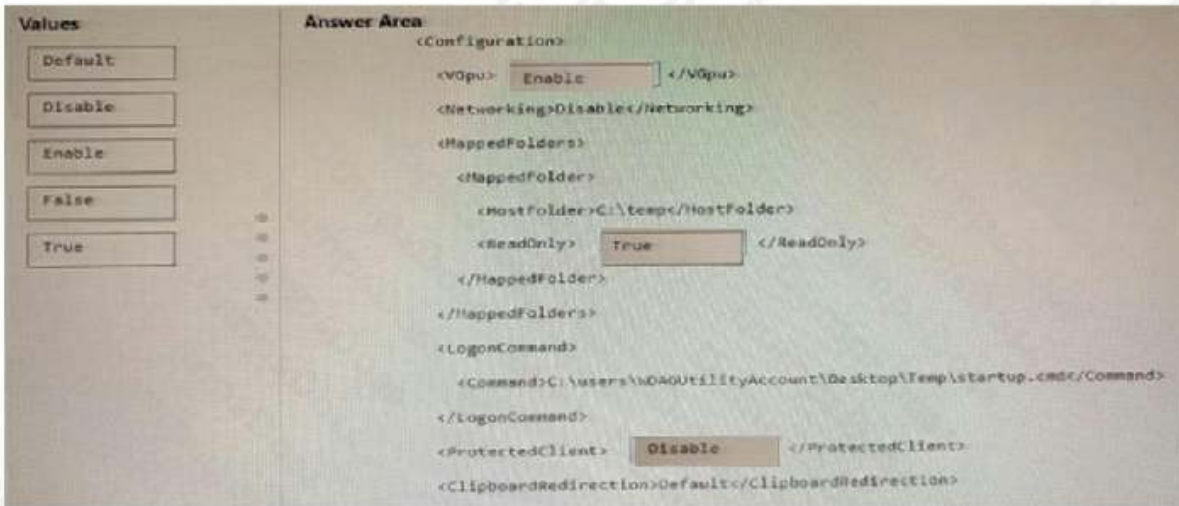 Values
Default
Disable
Enable
False
True
Answer Area
<Configuration>
<VGpu> Enable </VGpu>
<Networking>Disable</Networking>
<MappedFolders>
<MappedFolder>
<HostFolder>C:\temp</HostFolder>
<ReadOnly> True </ReadOnly>
</MappedFolder>
</MappedFolders>
<LogonCommand>
<Command>C:\users\WDAGUtilityAccount\Desktop\Temp\startup.cmd</Command>
</LogonCommand>
<ProtectedClient> Disable </ProtectedClient>
<ClipboardRedirection>Default</ClipboardRedirection>